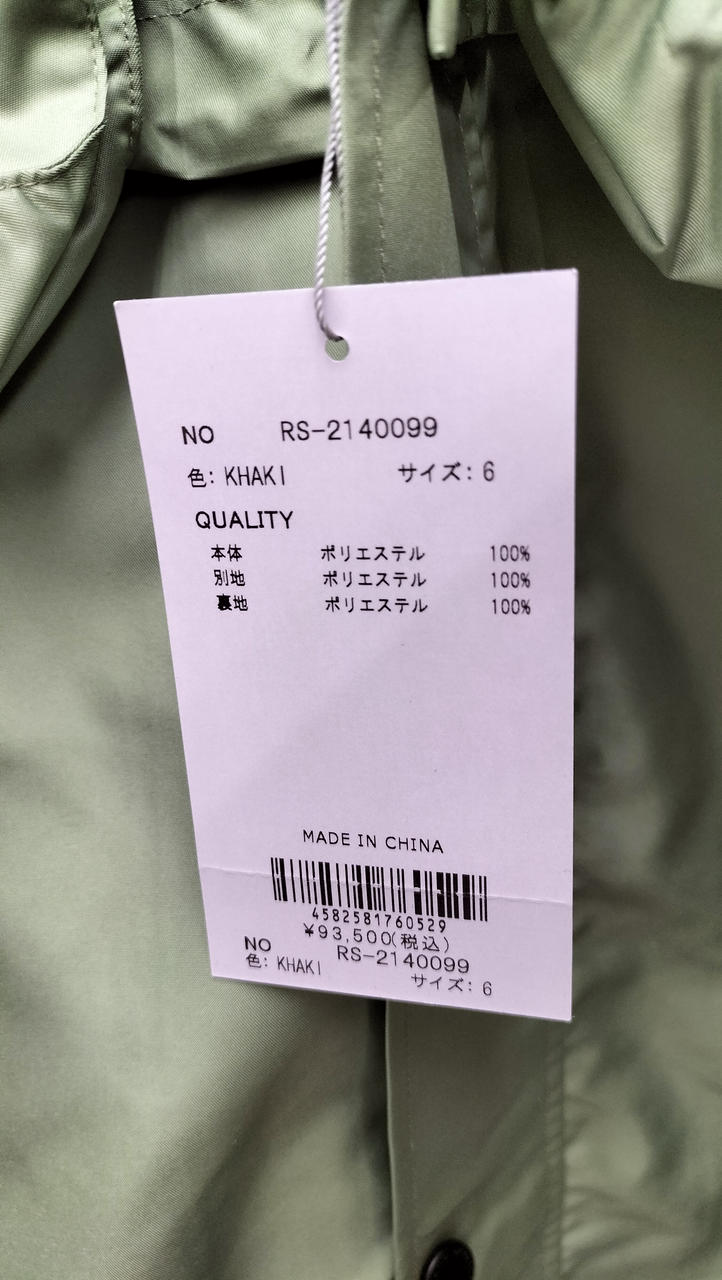 NO RS-2140099
色: KHAKI サイズ: 6
QUALITY
本体 ポリエステル 100%
別地 ポリエステル 100%
裏地 ポリエステル 100%
MADE IN CHINA
4582581760529
¥93,500(税込)
NO RS-2140099
色: KHAKI サイズ: 6